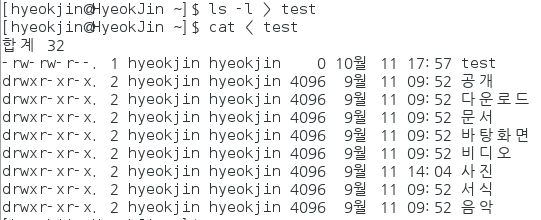 [hyeokjin@HyeokJin ~]$ ls -l > test
[hyeokjin@HyeokJin ~]$ cat < test
합계 32
-rw-rw-r--. 1 hyeokjin hyeokjin    0 10월  11 17:57 test
drwxr-xr-x. 2 hyeokjin hyeokjin 4096  9월  11 09:52 공개
drwxr-xr-x. 2 hyeokjin hyeokjin 4096  9월  11 09:52 다운로드
drwxr-xr-x. 2 hyeokjin hyeokjin 4096  9월  11 09:52 문서
drwxr-xr-x. 2 hyeokjin hyeokjin 4096  9월  11 09:52 바탕화면
drwxr-xr-x. 2 hyeokjin hyeokjin 4096  9월  11 09:52 비디오
drwxr-xr-x. 2 hyeokjin hyeokjin 4096  9월  11 14:04 사진
drwxr-xr-x. 2 hyeokjin hyeokjin 4096  9월  11 09:52 서식
drwxr-xr-x. 2 hyeokjin hyeokjin 4096  9월  11 09:52 음악